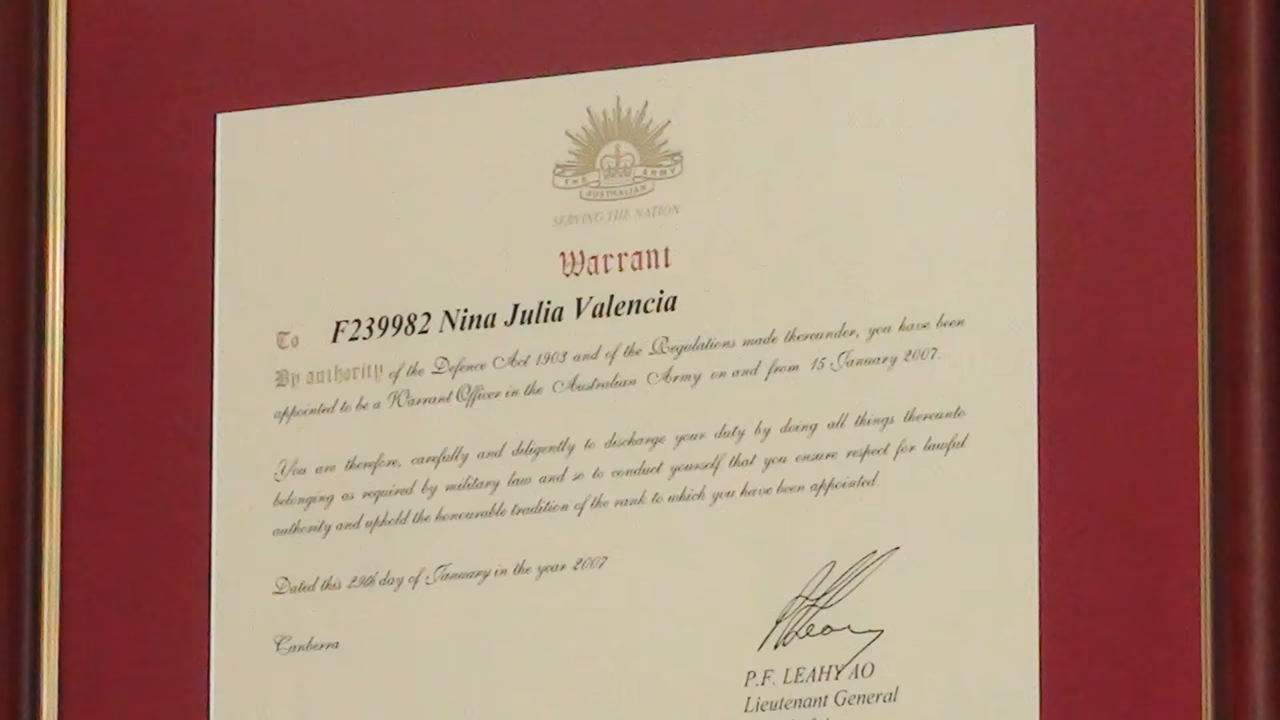 THE ARMY
AUSTRALIAN
SERVING THE NATION
Warrant
To F239982 Nina Julia Valencia
By authority of the Defence Act 1903 and of the Regulations made thereunder, you have been
appointed to be a Warrant Officer in the Australian Army on and from 15 January 2007.
You are therefore, carefully and diligently to discharge your duty by doing all things thereunto
belonging as required by military law and so to conduct yourself that you ensure respect for lawful
authority and uphold the honourable tradition of the rank to which you have been appointed.
Dated this 29th day of January in the year 2007
Canberra
P.F. LEAHY AO
Lieutenant General